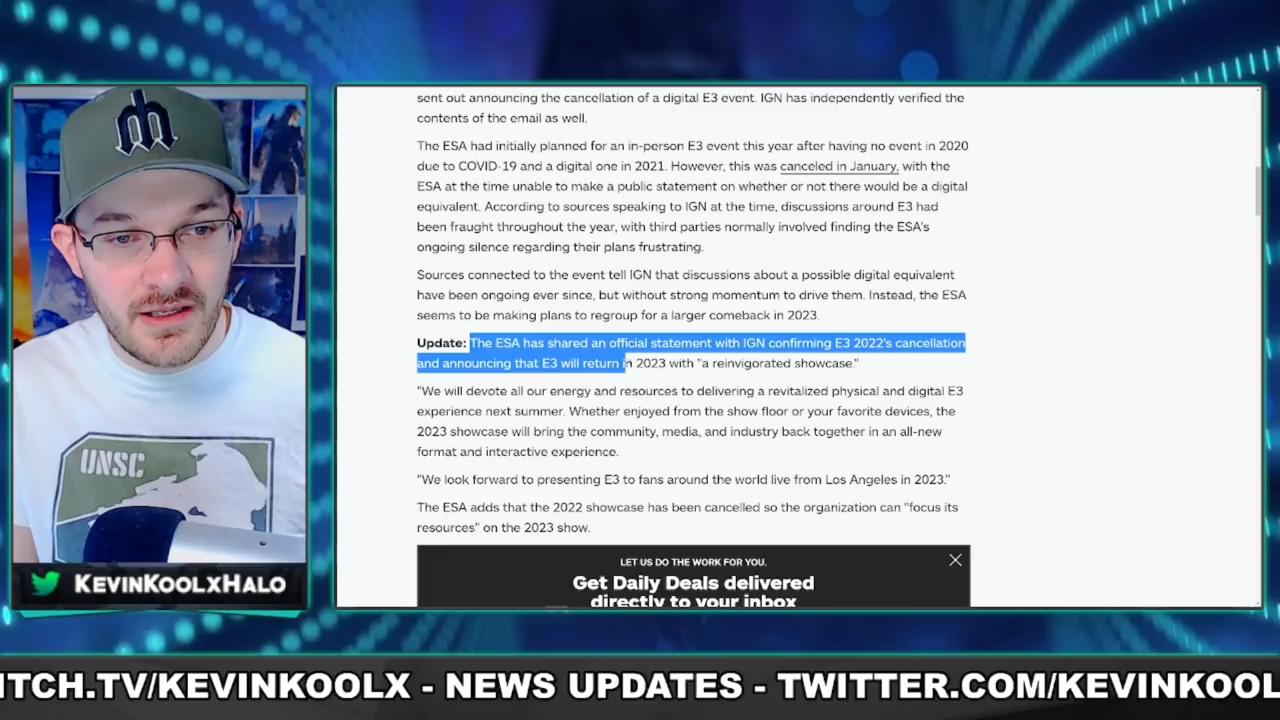 sent out announcing the cancellation of a digital E3 event. IGN has independently verified the
contents of the email as well.
The ESA had initially planned for an in-person E3 event this year after having no event in 2020
due to COVID-19 and a digital one in 2021. However, this was canceled in January, with the
ESA at the time unable to make a public statement on whether or not there would be a digital
equivalent. According to sources speaking to IGN at the time, discussions around E3 had
been fraught throughout the year, with third parties normally involved finding the ESA's
ongoing silence regarding their plans frustrating.
Sources connected to the event tell IGN that discussions about a possible digital equivalent
have been ongoing ever since, but without strong momentum to drive them. Instead, the ESA
seems to be making plans to regroup for a larger comeback in 2023.
Update: The ESA has shared an official statement with IGN confirming E3 2022's cancellation
and announcing that E3 will return in 2023 with "a reinvigorated showcase."
"We will devote all our energy and resources to delivering a revitalized physical and digital E3
experience next summer. Whether enjoyed from the show floor or your favorite devices, the
2023 showcase will bring the community, media, and industry back together in an all-new
format and interactive experience.
"We look forward to presenting E3 to fans around the world live from Los Angeles in 2023."
The ESA adds that the 2022 showcase has been cancelled so the organization can "focus its
resources" on the 2023 show.
LET US DO THE WORK FOR YOU.
Get Daily Deals delivered
directly to your inbox
UNSC
KEVINKOOLXHALO
ITCH.TV/KEVINKOOLX - NEWS UPDATES - TWITTER.COM/KEVINKOOL